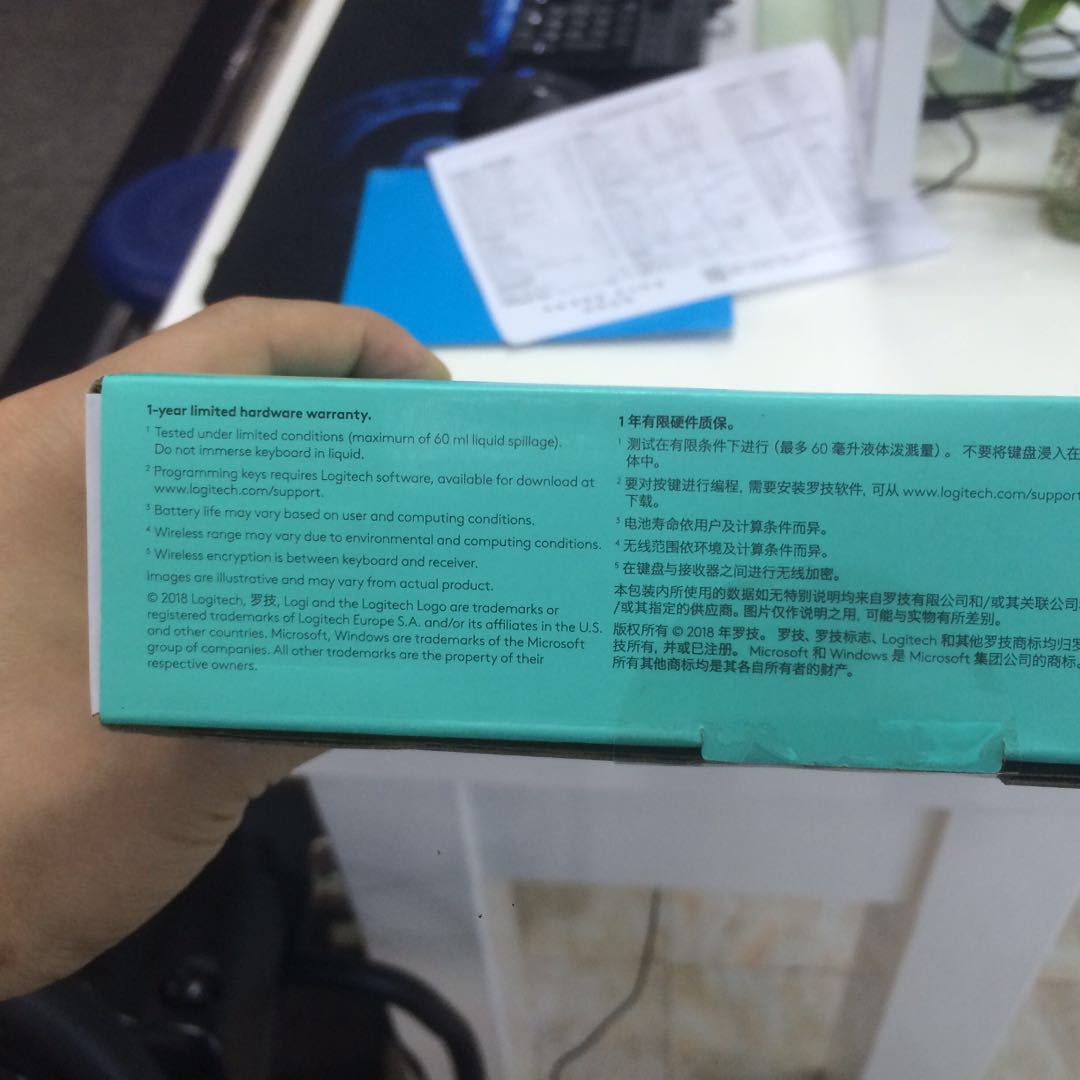 1-year limited hardware warranty.
¹ Tested under limited conditions (maximum of 60 ml liquid spillage).
Do not immerse keyboard in liquid.
² Programming keys requires Logitech software, available for download at
www.logitech.com/support.
³ Battery life may vary based on user and computing conditions.
⁴ Wireless range may vary due to environmental and computing conditions.
⁵ Wireless encryption is between keyboard and receiver.
Images are illustrative and may vary from actual product.
© 2018 Logitech, 罗技, Logi and the Logitech Logo are trademarks or
registered trademarks of Logitech Europe S.A. and/or its affiliates in the U.S.
and other countries. Microsoft, Windows are trademarks of the Microsoft
group of companies. All other trademarks are the property of their
respective owners.
1 年有限硬件质保。
¹ 测试在有限条件下进行（最多 60 毫升液体泼溅量）。 不要将键盘浸入在
体中。
² 要对按键进行编程, 需要安装罗技软件, 可从 www.logitech.com/support
下载。
³ 电池寿命依用户及计算条件而异。
⁴ 无线范围依环境及计算条件而异。
⁵ 在键盘与接收器之间进行无线加密。
本包装内所使用的数据如无特别说明均来自罗技有限公司和/或其关联公司
/或其指定的供应商。图片仅作说明之用, 可能与实物有所差别。
版权所有 © 2018 年罗技。 罗技、罗技标志、Logitech 和其他罗技商标均归罗
技所有, 并或已注册。 Microsoft 和 Windows 是 Microsoft 集团公司的商标。
所有其他商标均是其各自所有者的财产。